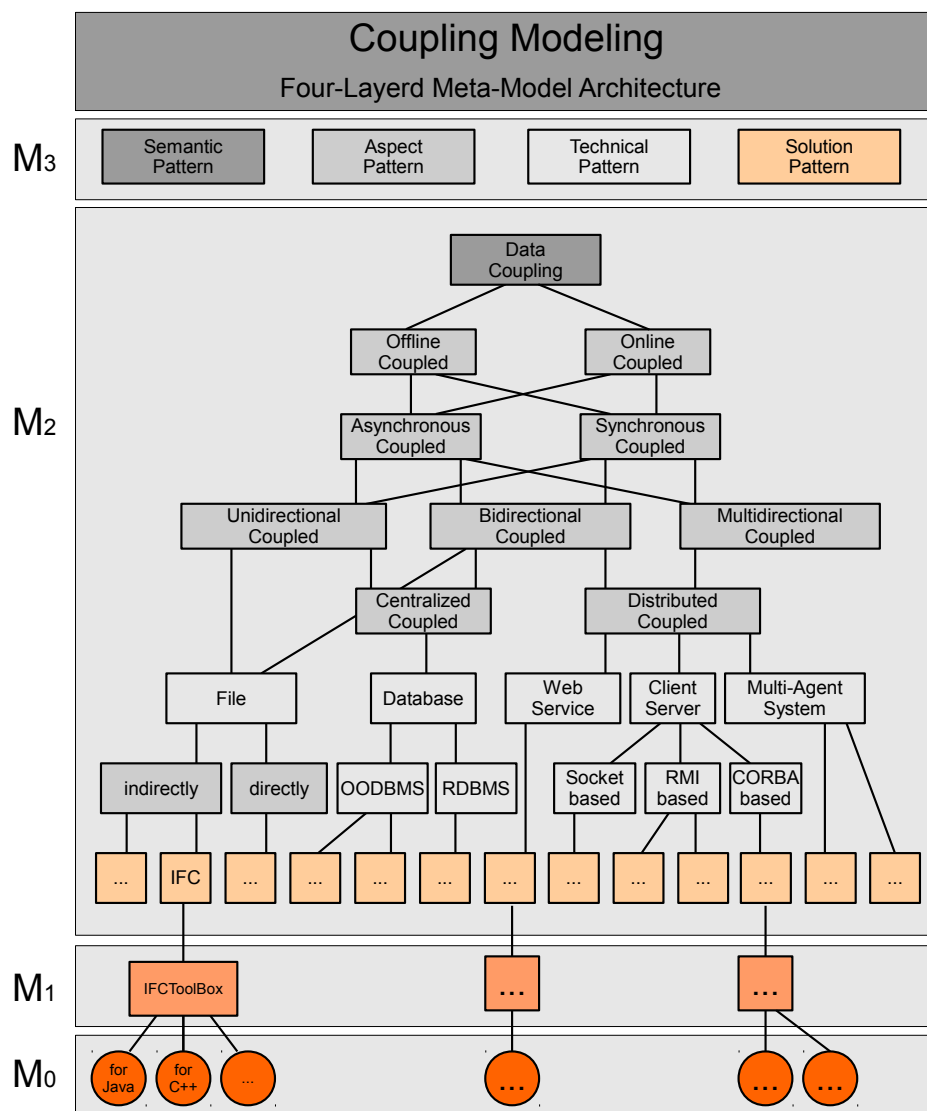 Coupling Modeling
Four-Layerd Meta-Model Architecture
M3
Semantic
Pattern
Aspect
Pattern
Technical
Pattern
Solution
Pattern
M2
Data
Coupling
Offline
Coupled
Online
Coupled
Asynchronous
Coupled
Synchronous
Coupled
Unidirectional
Coupled
Bidirectional
Coupled
Multidirectional
Coupled
Centralized
Coupled
Distributed
Coupled
File
Database
Web
Service
Client
Server
Multi-Agent
System
indirectly
directly
OODBMS
RDBMS
Socket
based
RMI
based
CORBA
based
...
IFC
...
...
...
...
...
...
...
...
...
...
...
M1
IFCToolBox
...
...
M0
for
Java
for
C++
...
...
...
...